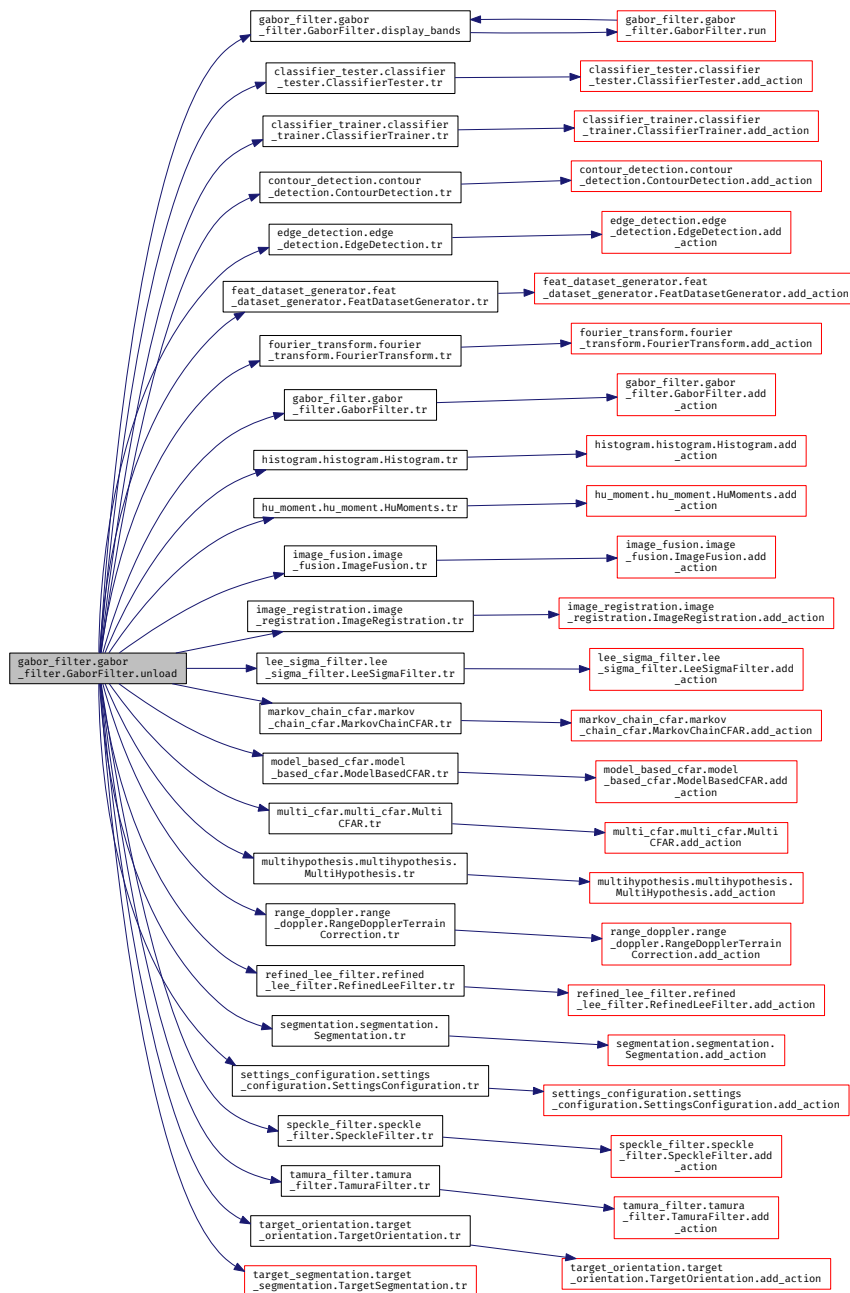 gabor_filter.gabor
_filter.GaborFilter.display_bands
gabor_filter.gabor
_filter.GaborFilter.run
classifier_tester.classifier
_tester.ClassifierTester.tr
classifier_tester.classifier
_tester.ClassifierTester.add_action
classifier_trainer.classifier
_trainer.ClassifierTrainer.tr
classifier_trainer.classifier
_trainer.ClassifierTrainer.add_action
contour_detection.contour
_detection.ContourDetection.tr
contour_detection.contour
_detection.ContourDetection.add_action
edge_detection.edge
_detection.EdgeDetection.tr
edge_detection.edge
_detection.EdgeDetection.add
_action
feat_dataset_generator.feat
_dataset_generator.FeatDatasetGenerator.tr
feat_dataset_generator.feat
_dataset_generator.FeatDatasetGenerator.add_action
fourier_transform.fourier
_transform.FourierTransform.tr
fourier_transform.fourier
_transform.FourierTransform.add_action
gabor_filter.gabor
_filter.GaborFilter.tr
gabor_filter.gabor
_filter.GaborFilter.add
_action
histogram.histogram.Histogram.tr
histogram.histogram.Histogram.add
_action
hu_moment.hu_moment.HuMoments.tr
hu_moment.hu_moment.HuMoments.add
_action
image_fusion.image
_fusion.ImageFusion.tr
image_fusion.image
_fusion.ImageFusion.add
_action
image_registration.image
_registration.ImageRegistration.tr
image_registration.image
_registration.ImageRegistration.add_action
gabor_filter.gabor
_filter.GaborFilter.unload
lee_sigma_filter.lee
_sigma_filter.LeeSigmaFilter.tr
lee_sigma_filter.lee
_sigma_filter.LeeSigmaFilter.add
_action
markov_chain_cfar.markov
_chain_cfar.MarkovChainCFAR.tr
markov_chain_cfar.markov
_chain_cfar.MarkovChainCFAR.add_action
model_based_cfar.model
_based_cfar.ModelBasedCFAR.tr
model_based_cfar.model
_based_cfar.ModelBasedCFAR.add
_action
multi_cfar.multi_cfar.Multi
CFAR.tr
multi_cfar.multi_cfar.Multi
CFAR.add_action
multihypothesis.multihypothesis.
MultiHypothesis.tr
multihypothesis.multihypothesis.
MultiHypothesis.add_action
range_doppler.range
_doppler.RangeDopplerTerrain
Correction.tr
range_doppler.range
_doppler.RangeDopplerTerrain
Correction.add_action
refined_lee_filter.refined
_lee_filter.RefinedLeeFilter.tr
refined_lee_filter.refined
_lee_filter.RefinedLeeFilter.add_action
segmentation.segmentation.
Segmentation.tr
segmentation.segmentation.
Segmentation.add_action
settings_configuration.settings
_configuration.SettingsConfiguration.tr
settings_configuration.settings
_configuration.SettingsConfiguration.add_action
speckle_filter.speckle
_filter.SpeckleFilter.tr
speckle_filter.speckle
_filter.SpeckleFilter.add
_action
tamura_filter.tamura
_filter.TamuraFilter.tr
tamura_filter.tamura
_filter.TamuraFilter.add
_action
target_orientation.target
_orientation.TargetOrientation.tr
target_orientation.target
_orientation.TargetOrientation.add_action
target_segmentation.target
_segmentation.TargetSegmentation.tr